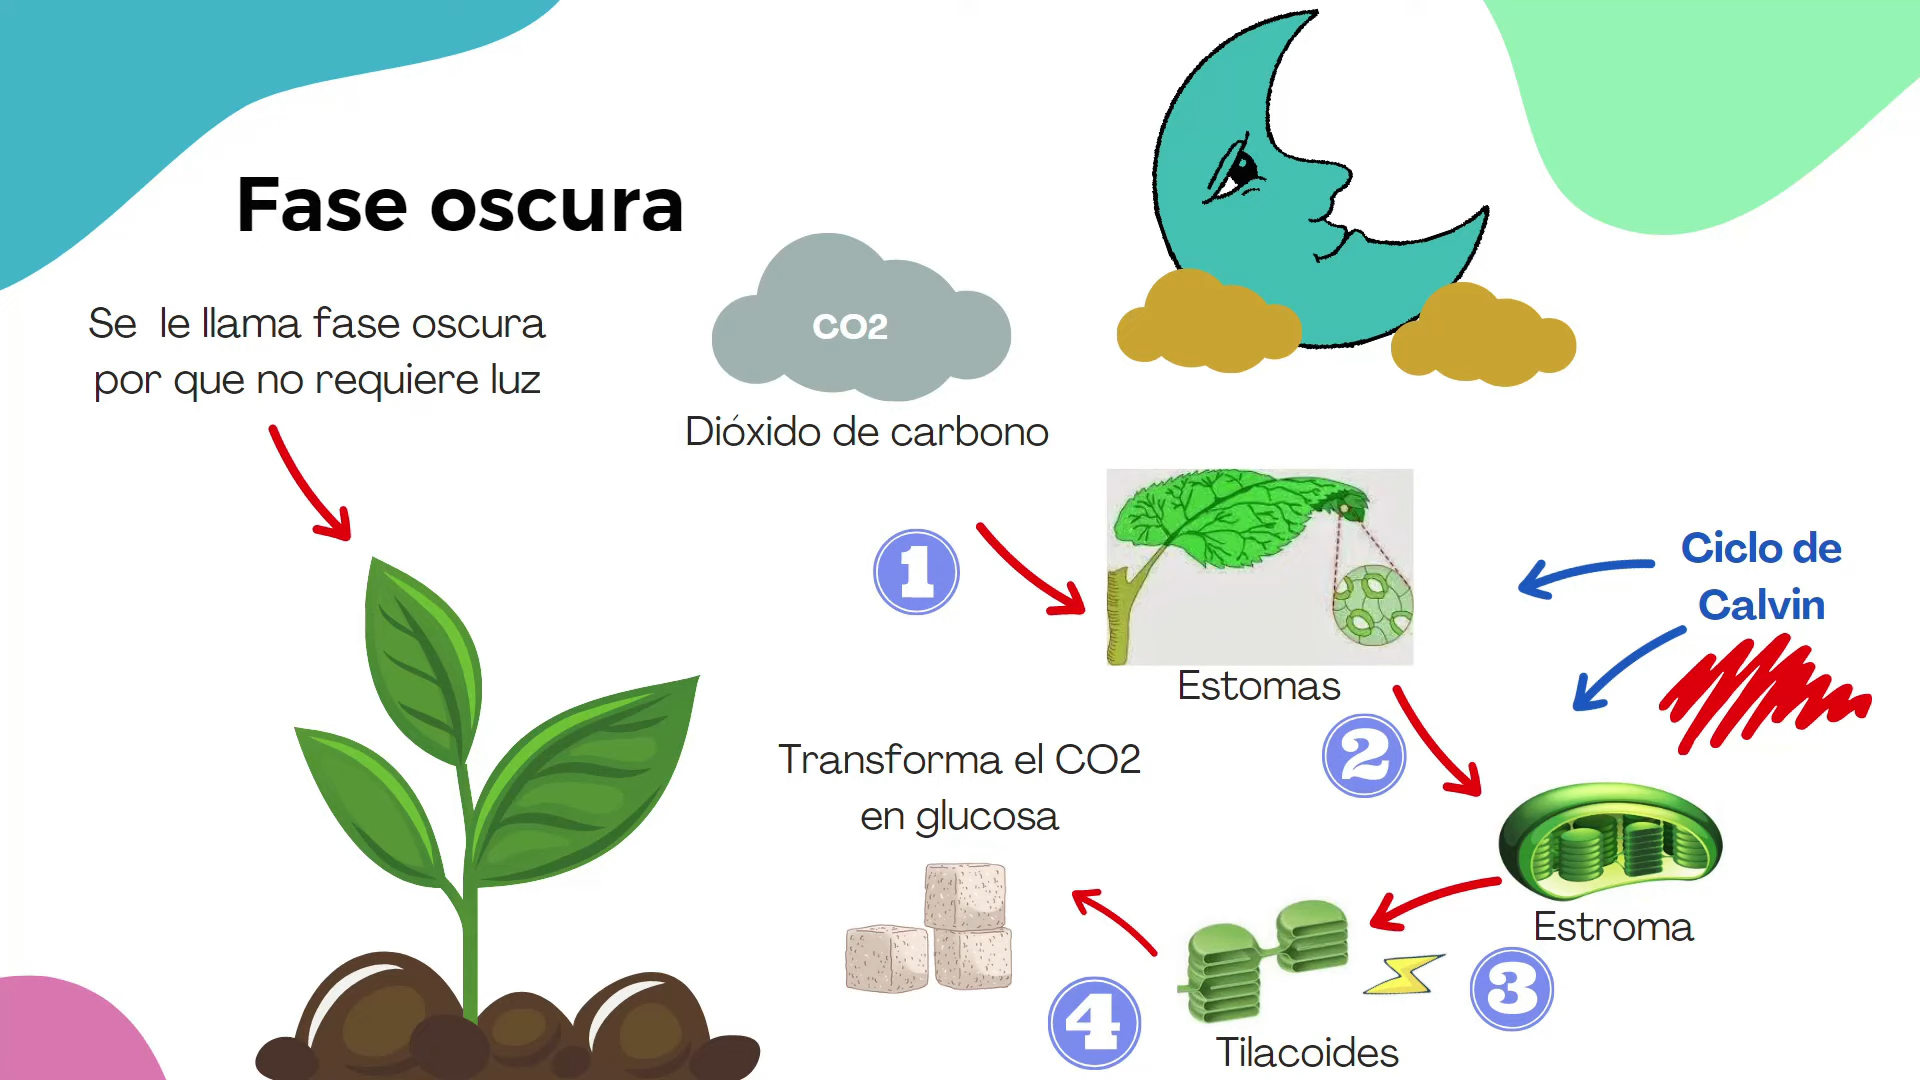 Fase oscura
Se le llama fase oscura
por que no requiere luz
CO2
Dióxido de carbono
1
Estomas
Ciclo de
Calvin
2
Estroma
3
Tilacoides
4
Transforma el CO2
en glucosa